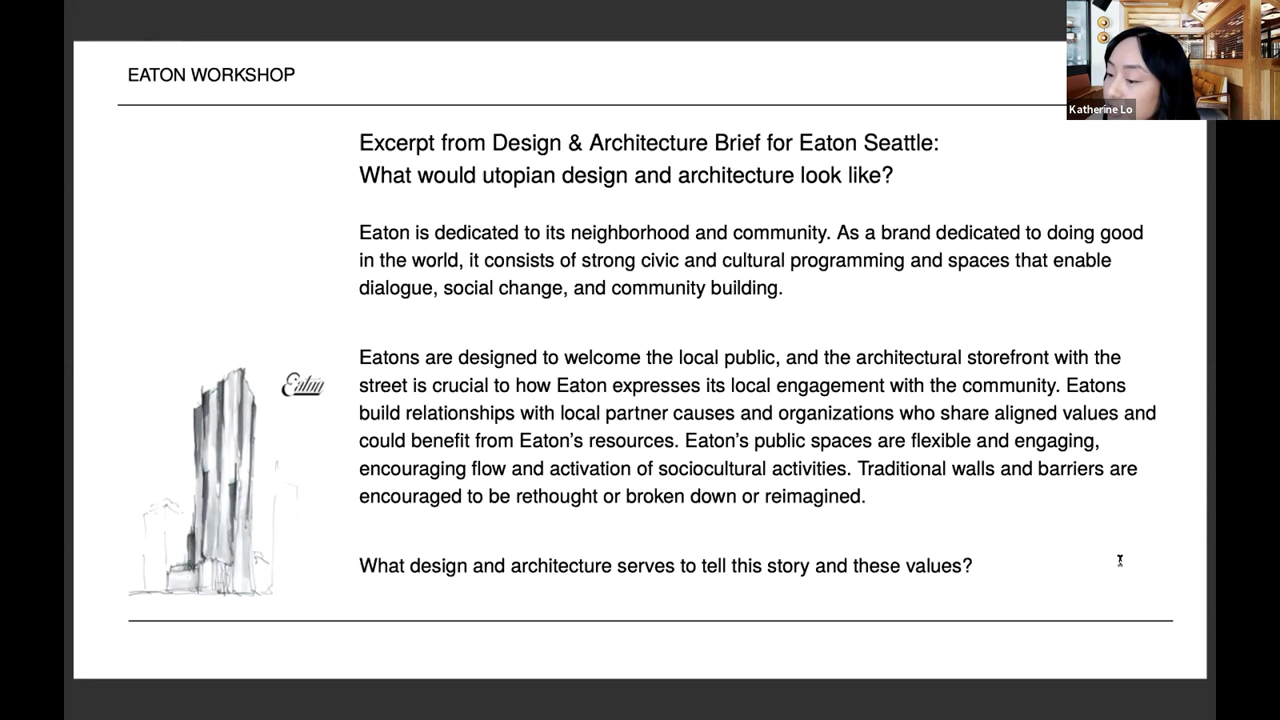 EATON WORKSHOP
Katherine Lo
Excerpt from Design & Architecture Brief for Eaton Seattle:
What would utopian design and architecture look like?
Eaton is dedicated to its neighborhood and community. As a brand dedicated to doing good
in the world, it consists of strong civic and cultural programming and spaces that enable
dialogue, social change, and community building.
Eatons are designed to welcome the local public, and the architectural storefront with the
street is crucial to how Eaton expresses its local engagement with the community. Eatons
build relationships with local partner causes and organizations who share aligned values and
could benefit from Eaton’s resources. Eaton’s public spaces are flexible and engaging,
encouraging flow and activation of sociocultural activities. Traditional walls and barriers are
encouraged to be rethought or broken down or reimagined.
Eaton
What design and architecture serves to tell this story and these values?